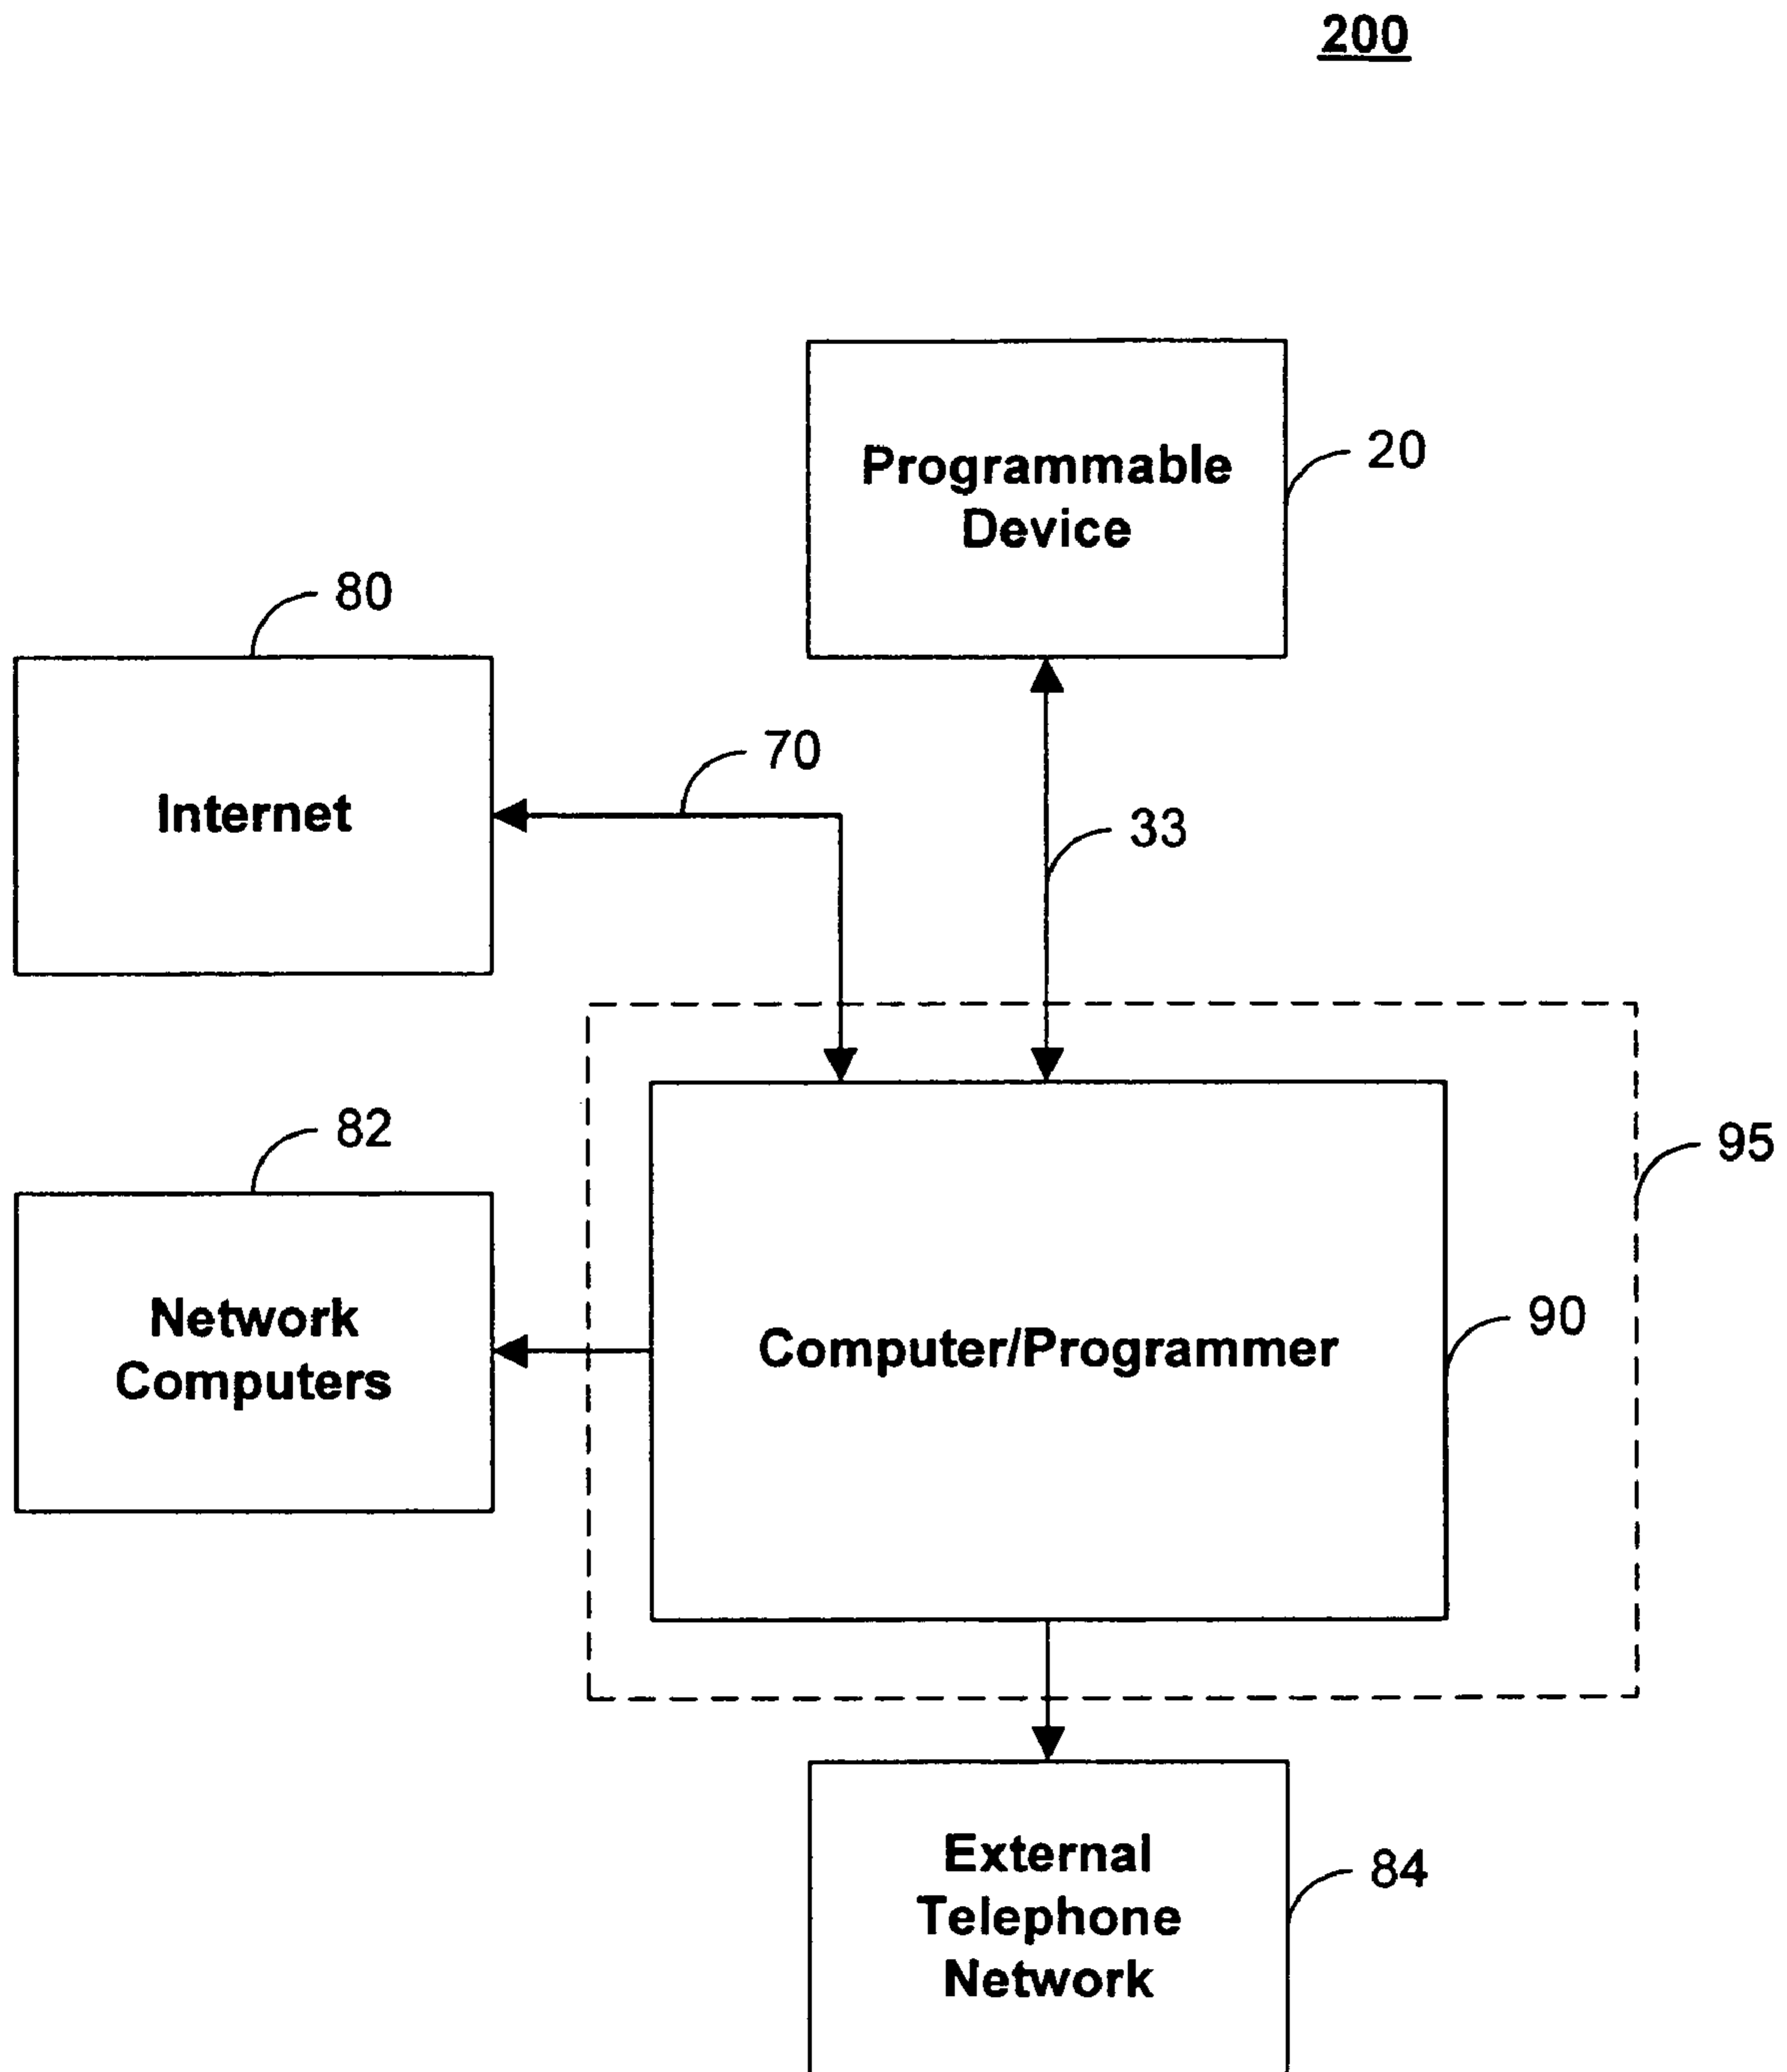 200
Programmable
Device
20
80
Internet
70
33
82
95
Network
Computers
Computer/Programmer
90
External
Telephone
Network
84